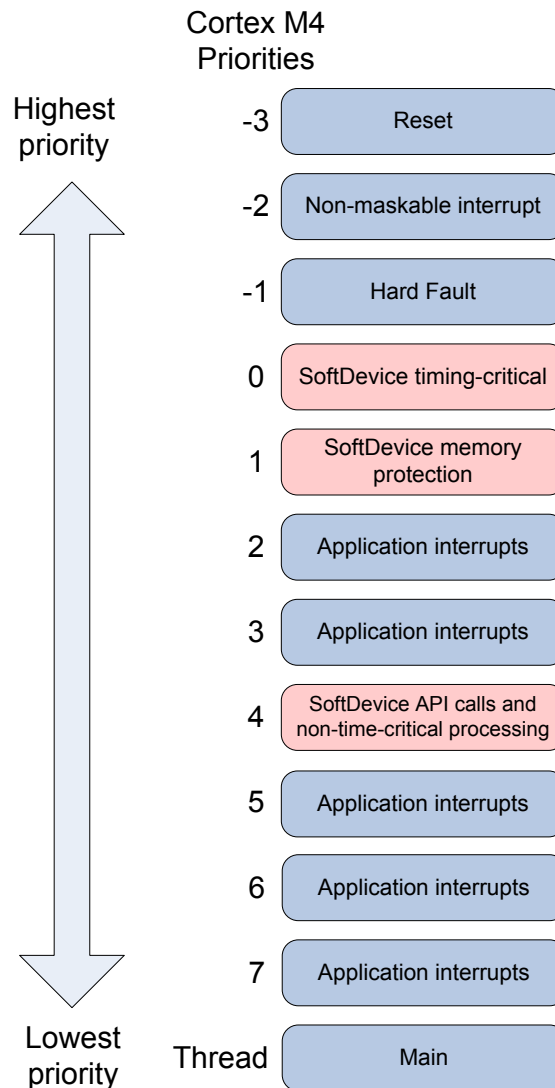 Cortex M4
Priorities
Highest
priority
-3
Reset
-2
Non-maskable interrupt
-1
Hard Fault
0
SoftDevice timing-critical
1
SoftDevice memory
protection
2
Application interrupts
3
Application interrupts
4
SoftDevice API calls and
non-time-critical processing
5
Application interrupts
6
Application interrupts
7
Application interrupts
Lowest
priority
Thread
Main